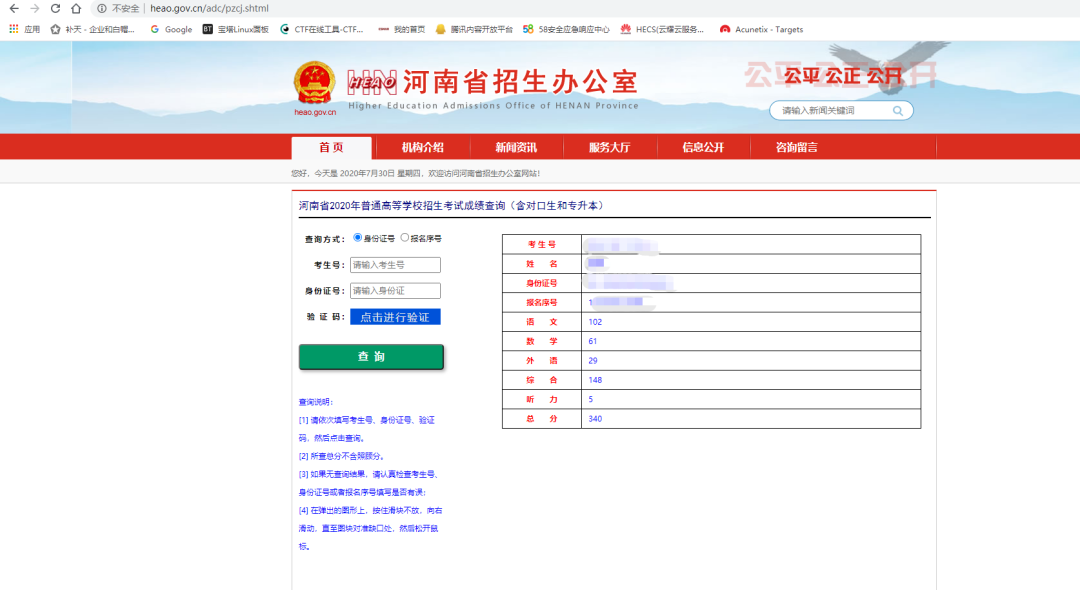 不安全 | heao.gov.cn/adc/pzcj.shtml
应用 补天 - 企业和白帽... Google 宝塔Linux面板 CTF在线工具-CTF... 我的首页 腾讯内容开放平台 58安全应急响应中心 HECS(云耀云服务... Acunetix - Targets
heao.gov.cn
HEAO 河南省招生办公室
Higher Education Admissions Office of HENAN Province
公平 公正 公开
请输入新闻关键词
首 页 机构介绍 新闻资讯 服务大厅 信息公开 咨询留言
您好，今天是 2020年7月30日 星期四，欢迎访问河南省招生办公室网站！
河南省2020年普通高等学校招生考试成绩查询（含对口生和专升本）
查询方式： 身份证号 报名序号
考生号： 请输入考生号
身份证号： 请输入身份证
验 证 码： 点击进行验证
查 询
查询说明：
[1] 请依次填写考生号、身份证号、验证
码，然后点击查询。
[2] 所查总分不含照顾分。
[3] 如果无查询结果，请认真检查考生号、
身份证号或者报名序号填写是否有误；
[4] 在弹出的图形上，按住滑块不放，向右
滑动，直至图块对准缺口处，然后松开鼠
标。
考 生 号
姓 名
身份证号
报名序号 1
语 文 102
数 学 61
外 语 29
综 合 148
听 力 5
总 分 340